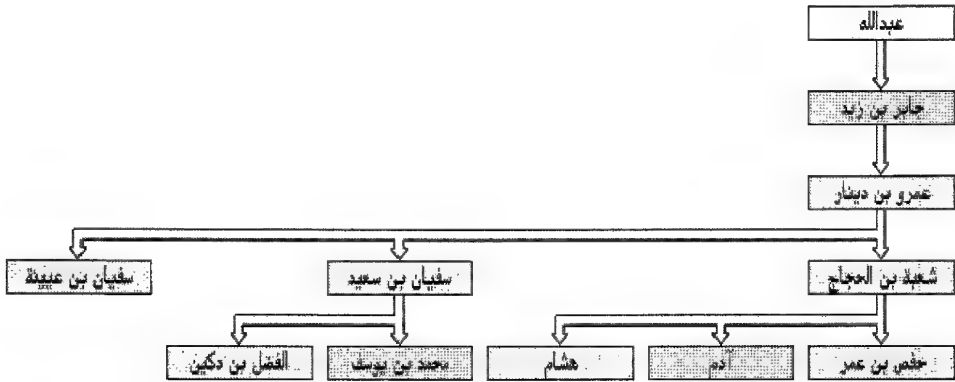 عبدالله
جابر بن زيد
عمرو بن دينار
شعبة بن الحجاج
سفيان بن سعيد
سفيان بن عيينة
حفص بن عمر
آدم
هشام
محمد بن يوسف
الفضل بن دكين